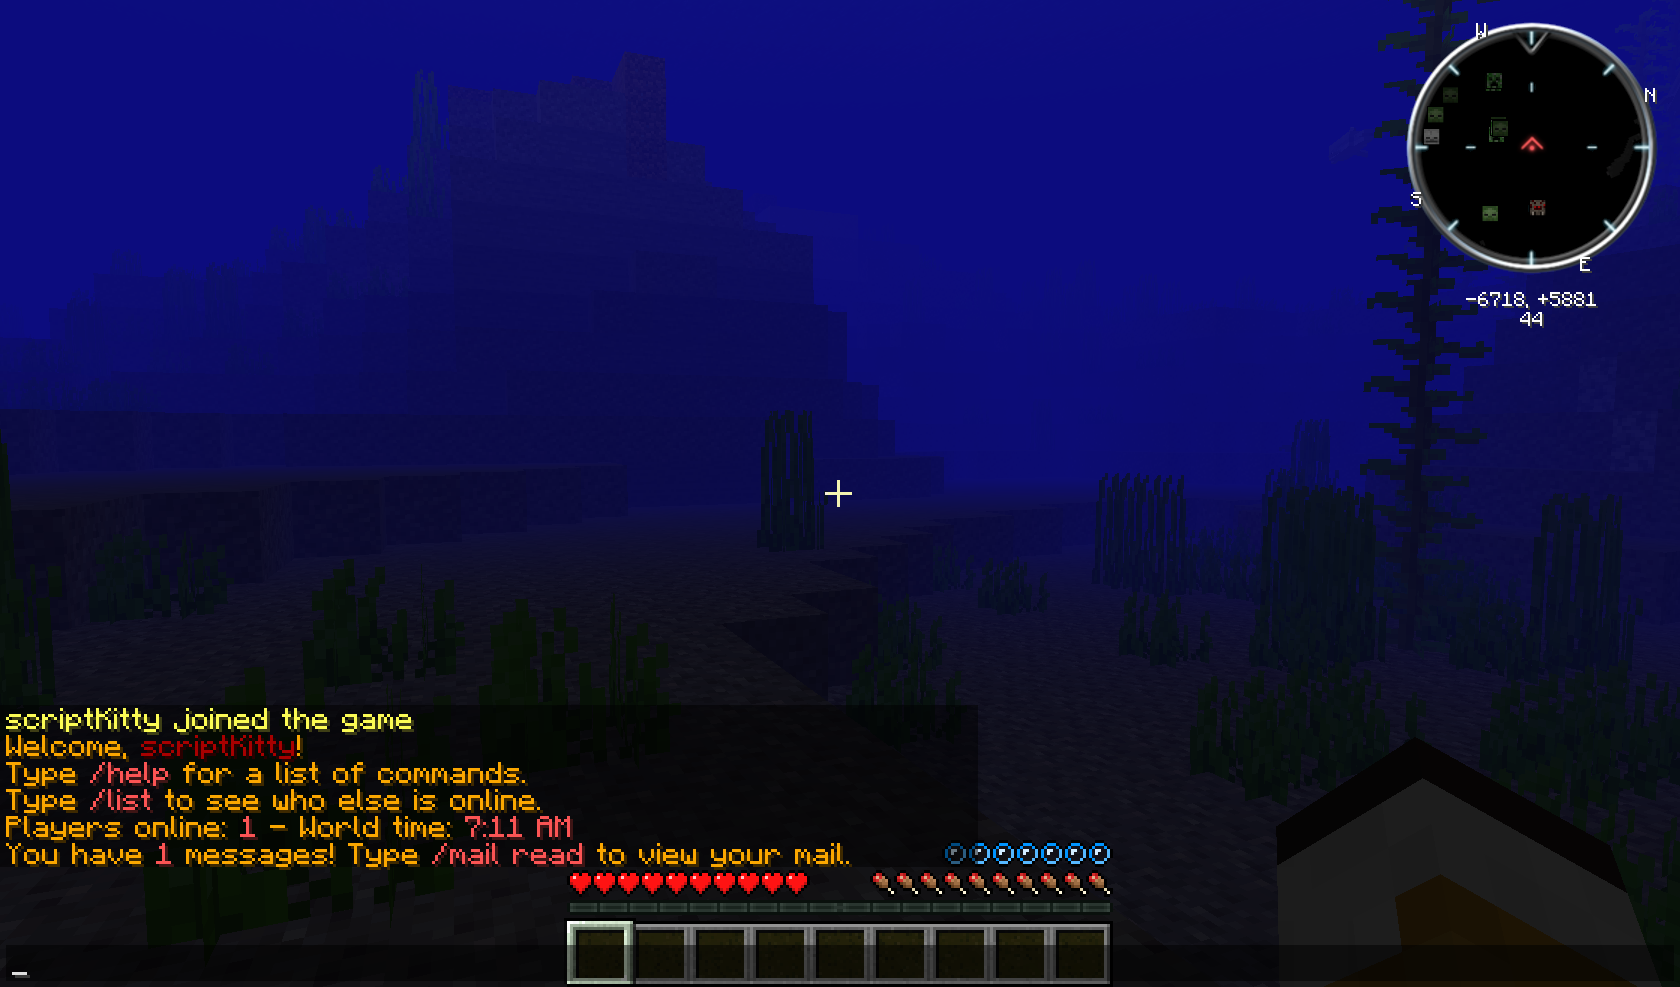 W
N
S
E
-6718, +5881
44
scriptKitty joined the game
Welcome, scriptKitty!
Type /help for a list of commands.
Type /list to see who else is online.
Players online: 1 - World time: 7:11 AM
You have 1 messages! Type /mail read to view your mail.
_